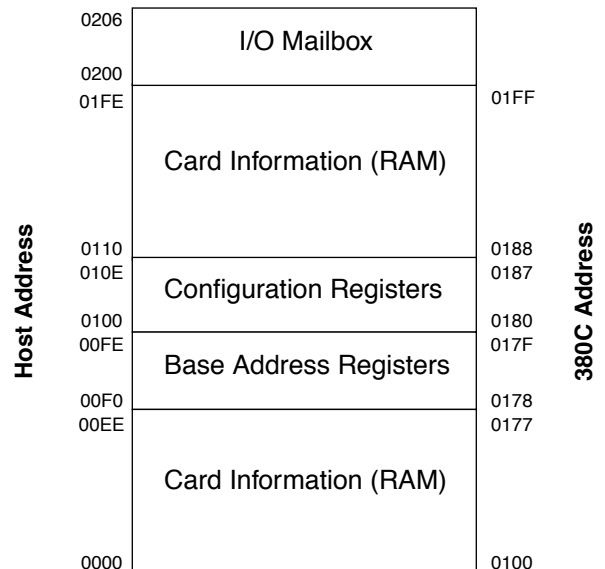 0206
I/O Mailbox
0200
01FE 01FF
Card Information (RAM)
0110 0188
010E 0187
Configuration Registers
0100 0180
00FE 017F
Base Address Registers
00F0 0178
00EE 0177
Card Information (RAM)
0000 0100
Host Address
380C Address